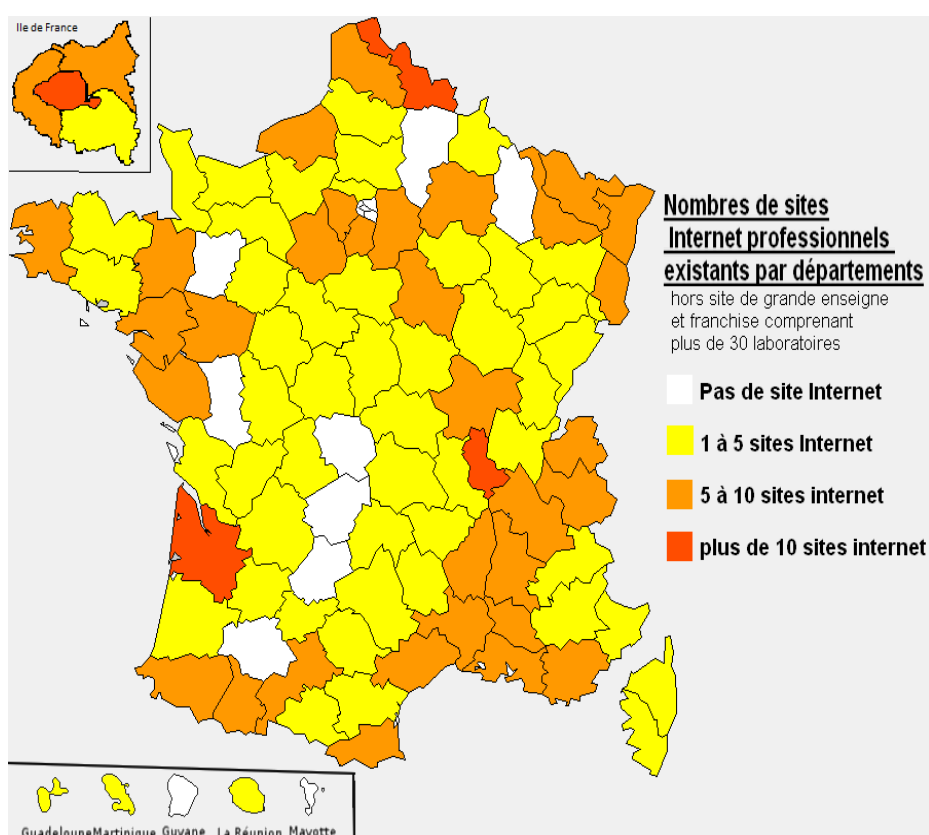 Ile de France
Nombres de sites
Internet professionnels
existants par départements
hors site de grande enseigne
et franchise comprenant
plus de 30 laboratoires
Pas de site Internet
1 à 5 sites Internet
5 à 10 sites internet
plus de 10 sites internet
Guadeloupe Martinique Guyane La Réunion Mayotte